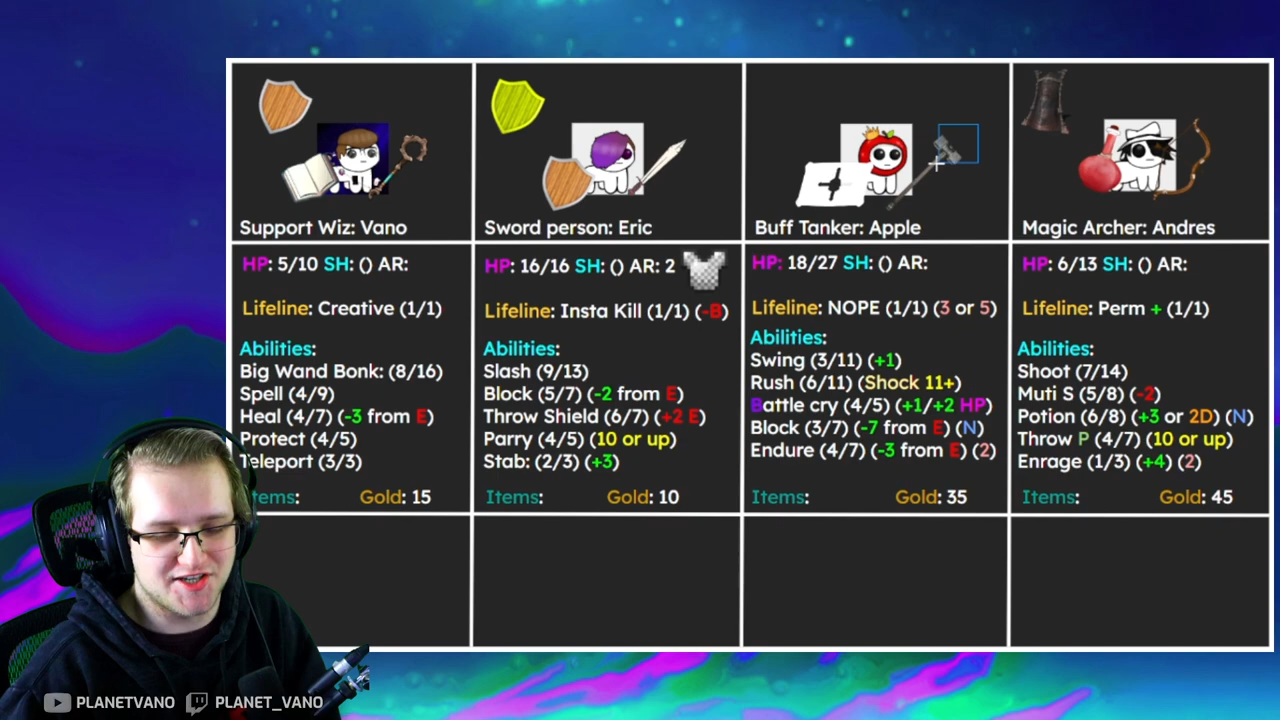 Support Wiz: Vano
HP: 5/10 SH: () AR:
Lifeline: Creative (1/1)
Abilities:
Big Wand Bonk: (8/16)
Spell (4/9)
Heal (4/7) (-3 from E)
Protect (4/5)
Teleport (3/3)
Items: Gold: 15
Sword person: Eric
HP: 16/16 SH: () AR: 2
Lifeline: Insta Kill (1/1) (-B)
Abilities:
Slash (9/13)
Block (5/7) (-2 from E)
Throw Shield (6/7) (+2 E)
Parry (4/5) (10 or up)
Stab: (2/3) (+3)
Items: Gold: 10
Buff Tanker: Apple
HP: 18/27 SH: () AR:
Lifeline: NOPE (1/1) (3 or 5)
Abilities:
Swing (3/11) (+1)
Rush (6/11) (Shock 11+)
Battle cry (4/5) (+1/+2 HP)
Block (3/7) (-7 from E) (N)
Endure (4/7) (-3 from E) (2)
Items: Gold: 35
Magic Archer: Andres
HP: 6/13 SH: () AR:
Lifeline: Perm + (1/1)
Abilities:
Shoot (7/14)
Muti S (5/8) (-2)
Potion (6/8) (+3 or 2D) (N)
Throw P (4/7) (10 or up)
Enrage (1/3) (+4) (2)
Items: Gold: 45
PLANETVANO PLANET_VANO